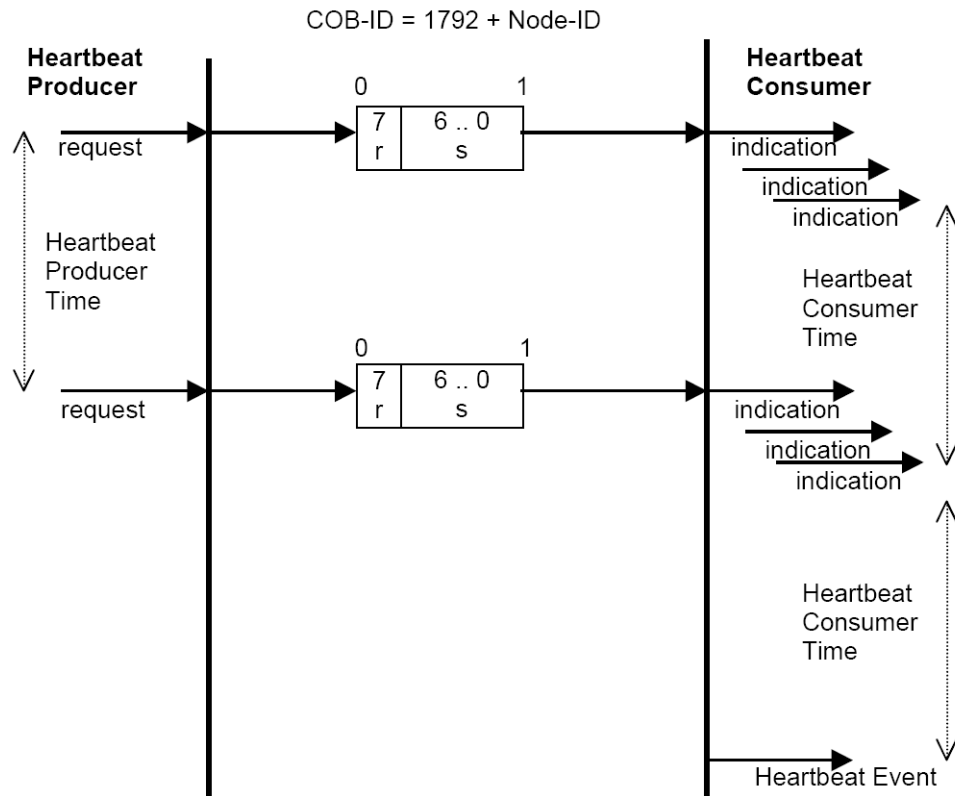 COB-ID = 1792 + Node-ID
Heartbeat
Producer
Heartbeat
Consumer
0 1
7 6 .. 0
r s
request
indication
indication
indication
Heartbeat
Producer
Time
Heartbeat
Consumer
Time
0 1
7 6 .. 0
r s
request
indication
indication
indication
Heartbeat
Consumer
Time
Heartbeat Event